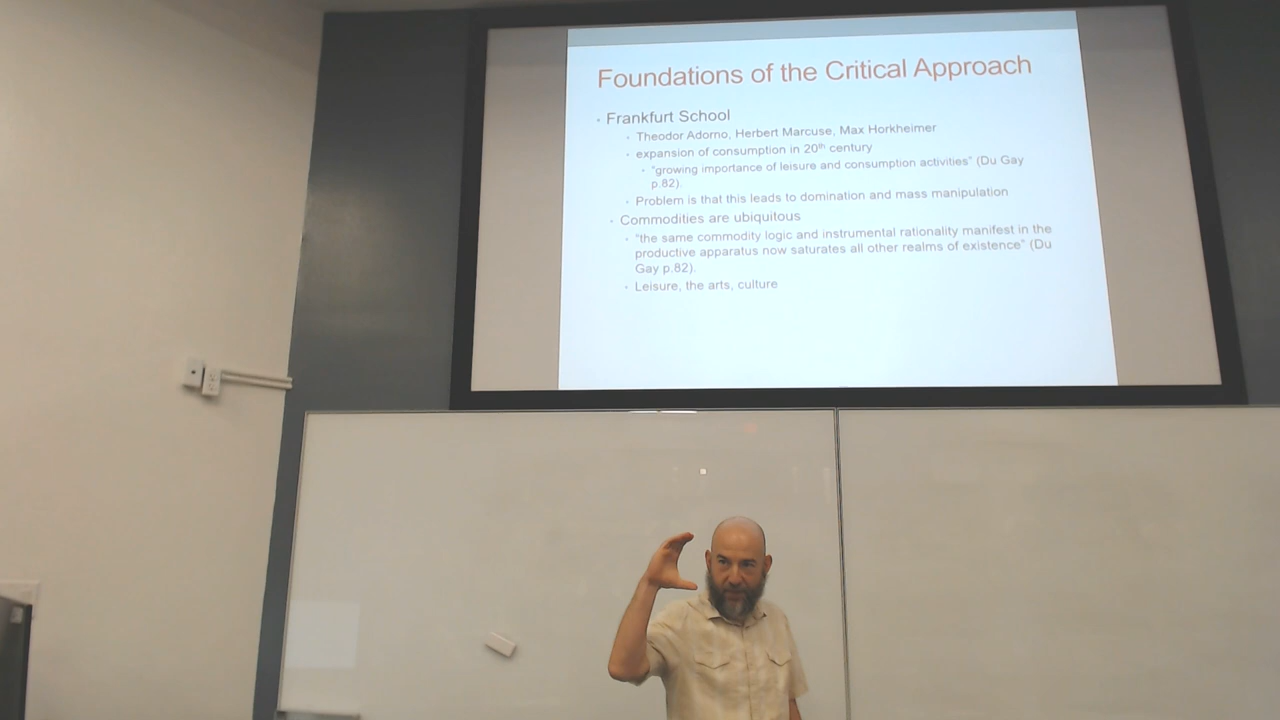 Foundations of the Critical Approach
• Frankfurt School
• Theodor Adorno, Herbert Marcuse, Max Horkheimer
• expansion of consumption in 20th century
• "growing importance of leisure and consumption activities" (Du Gay
p.82).
• Problem is that this leads to domination and mass manipulation
• Commodities are ubiquitous
• "the same commodity logic and instrumental rationality manifest in the
productive apparatus now saturates all other realms of existence" (Du
Gay p.82).
• Leisure, the arts, culture